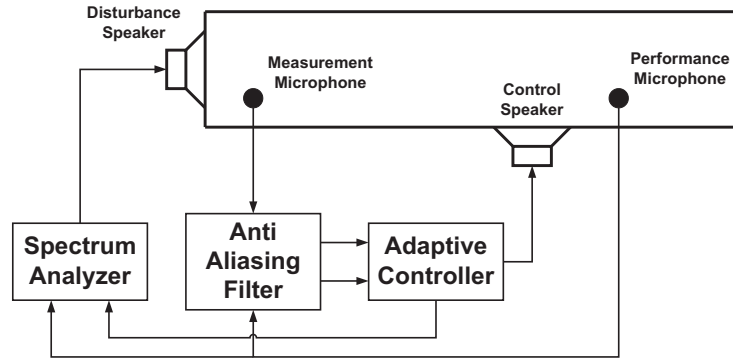 Disturbance
Speaker
Measurement
Microphone
Performance
Microphone
Control
Speaker
Spectrum
Analyzer
Anti
Aliasing
Filter
Adaptive
Controller